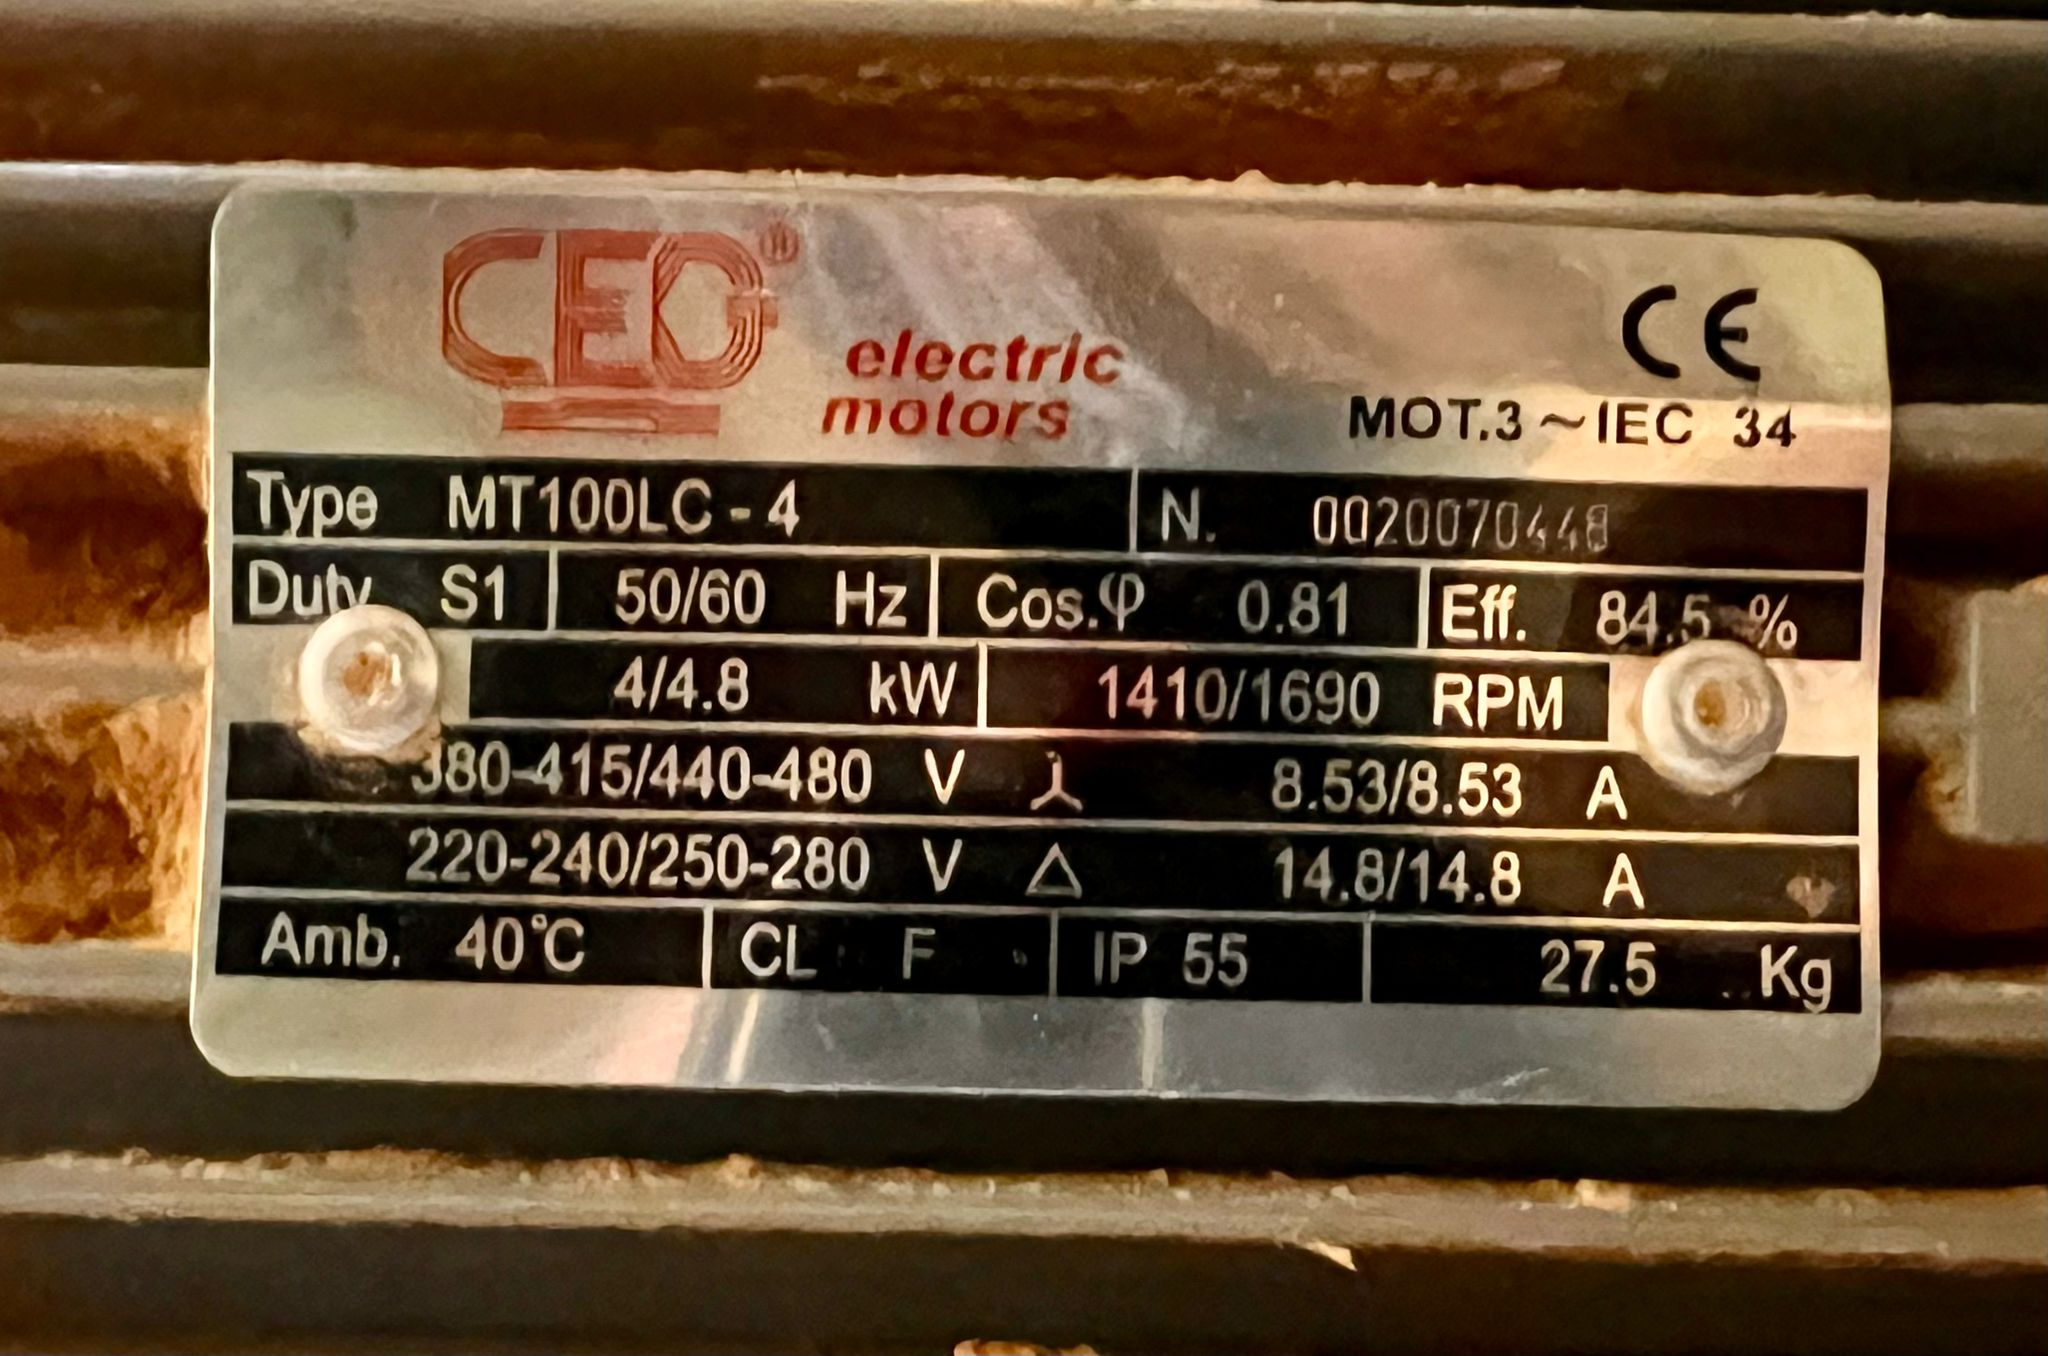 CEG®
electric
motors
CE
MOT.3~IEC 34
Type MT100LC-4 N. 0020070448
Duty S1 50/60 Hz Cos.φ 0.81 Eff. 84.5 %
4/4.8 kW 1410/1690 RPM
380-415/440-480 V 8.53/8.53 A
220-240/250-280 V Δ 14.8/14.8 A
Amb. 40°C CL F IP 55 27.5 Kg